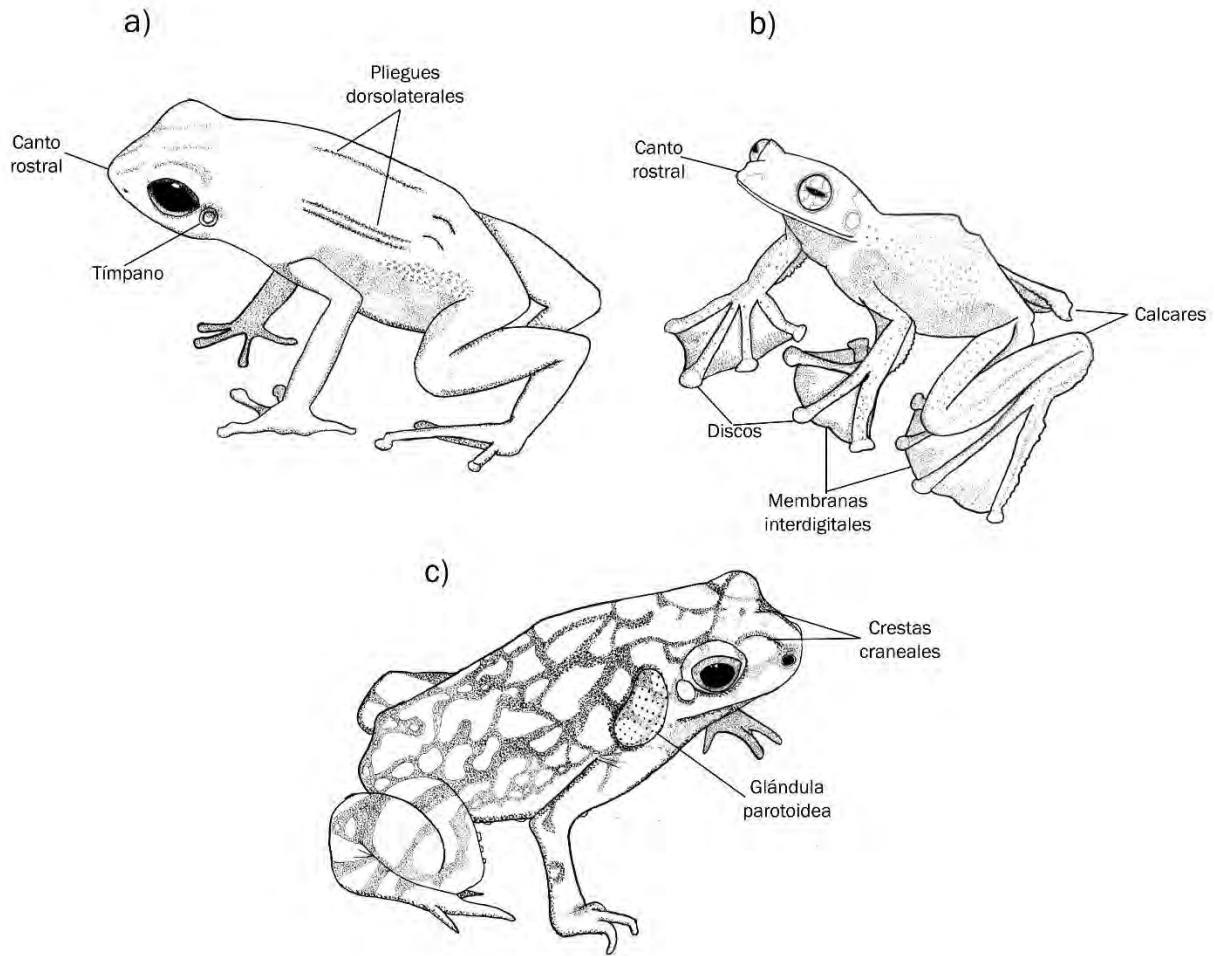 a)
Pliegues
dorsolaterales
Canto
rostral
Tímpano
b)
Canto
rostral
Calcares
Discos
Membranas
interdigitales
c)
Crestas
craneales
Glándula
parotoidea